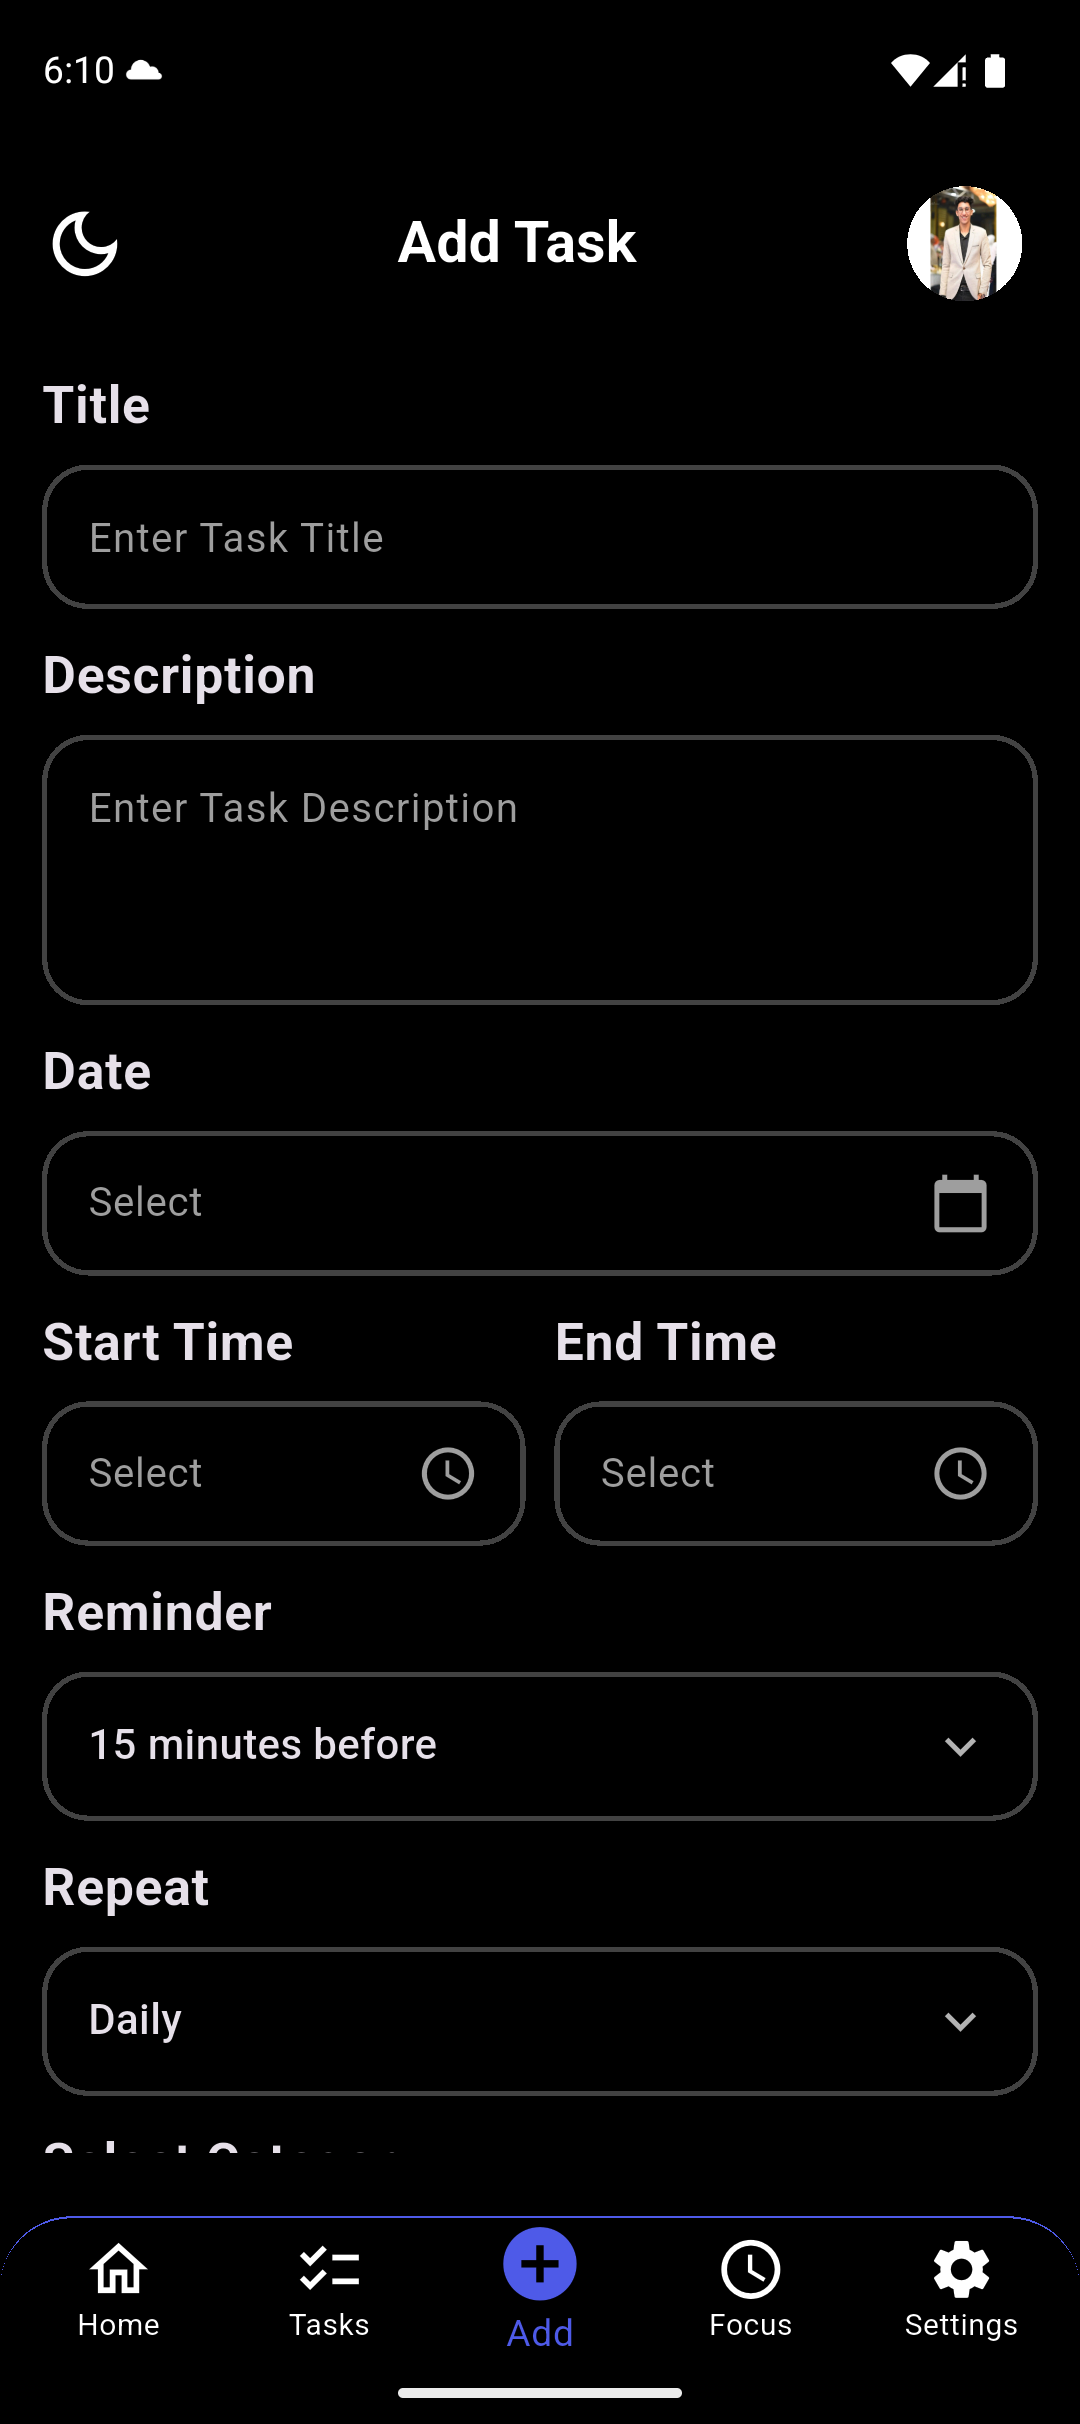 6:10
Add Task
Title
Enter Task Title
Description
Enter Task Description
Date
Select
Start Time
End Time
Select
Select
Reminder
15 minutes before
Repeat
Daily
Home
Tasks
Add
Focus
Settings